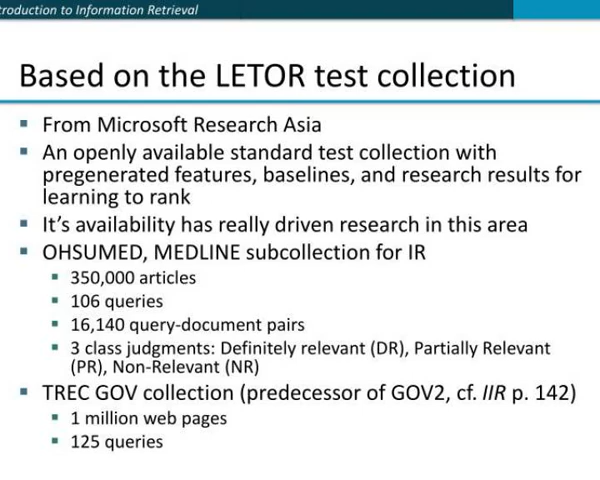 troduction to Information Retrieval
Based on the LETOR test collection
▪ From Microsoft Research Asia
▪ An openly available standard test collection with
pregenerated features, baselines, and research results for
learning to rank
▪ It's availability has really driven research in this area
▪ OHSUMED, MEDLINE subcollection for IR
▪ 350,000 articles
▪ 106 queries
▪ 16,140 query-document pairs
▪ 3 class judgments: Definitely relevant (DR), Partially Relevant
(PR), Non-Relevant (NR)
▪ TREC GOV collection (predecessor of GOV2, cf. IIR p. 142)
▪ 1 million web pages
▪ 125 queries